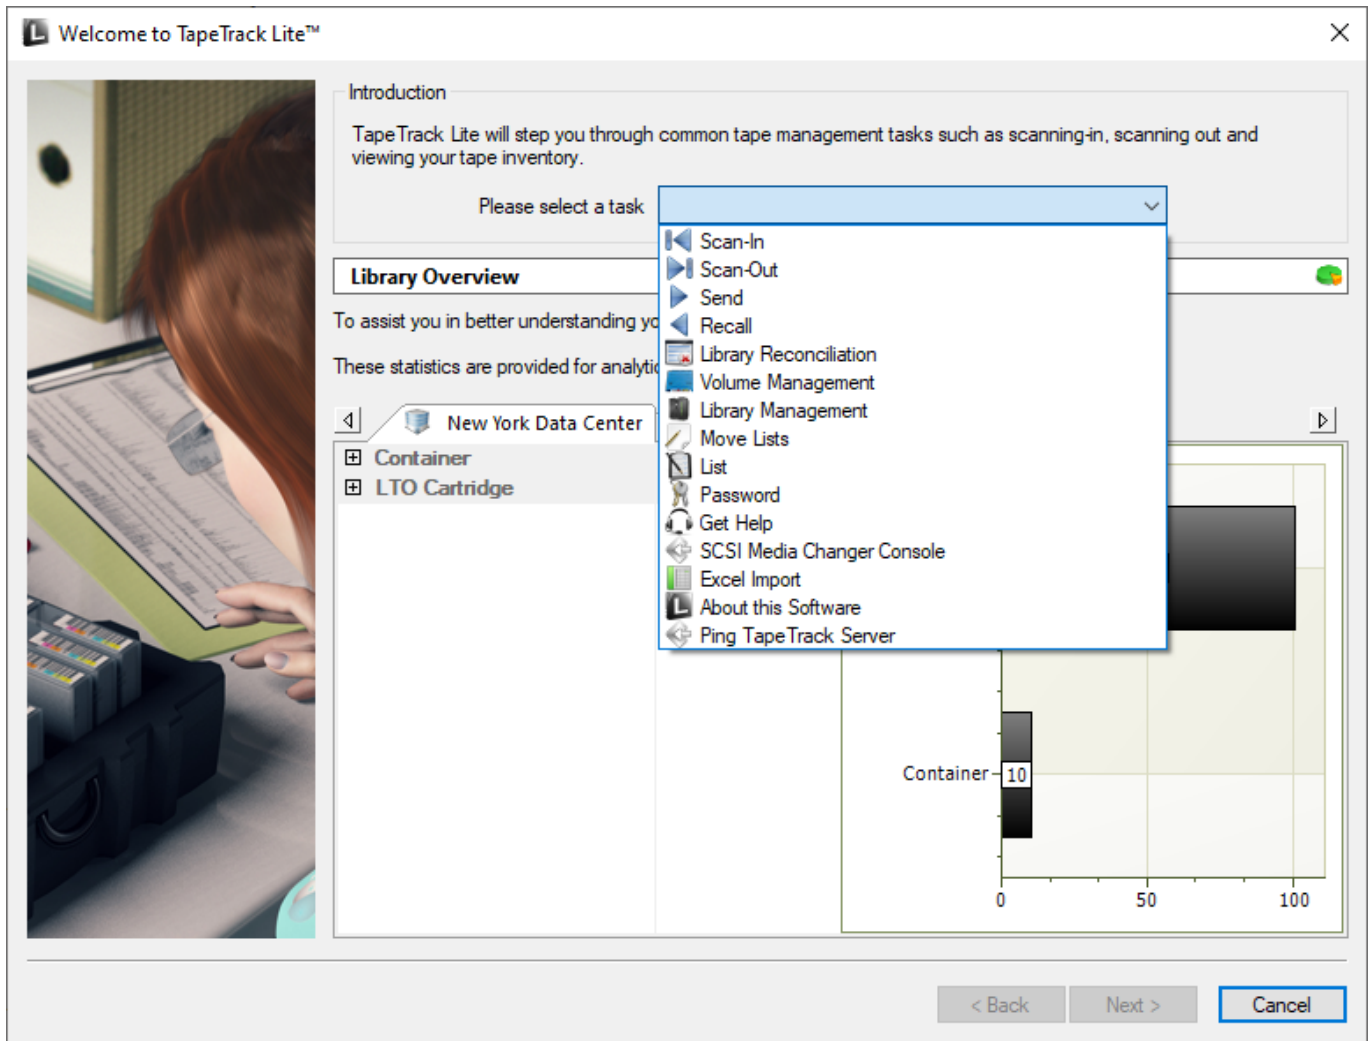 Welcome to TapeTrack Lite™
Introduction
TapeTrack Lite will step you through common tape management tasks such as scanning-in, scanning out and
viewing your tape inventory.
Please select a task
Scan-In
Scan-Out
Send
Recall
Library Reconciliation
Volume Management
Library Management
Move Lists
List
Password
Get Help
SCSI Media Changer Console
Excel Import
About this Software
Ping TapeTrack Server
Library Overview
To assist you in better understanding
These statistics are provided for
New York Data Center
Container
LTO Cartridge
Container
10
0 50 100
< Back Next > Cancel